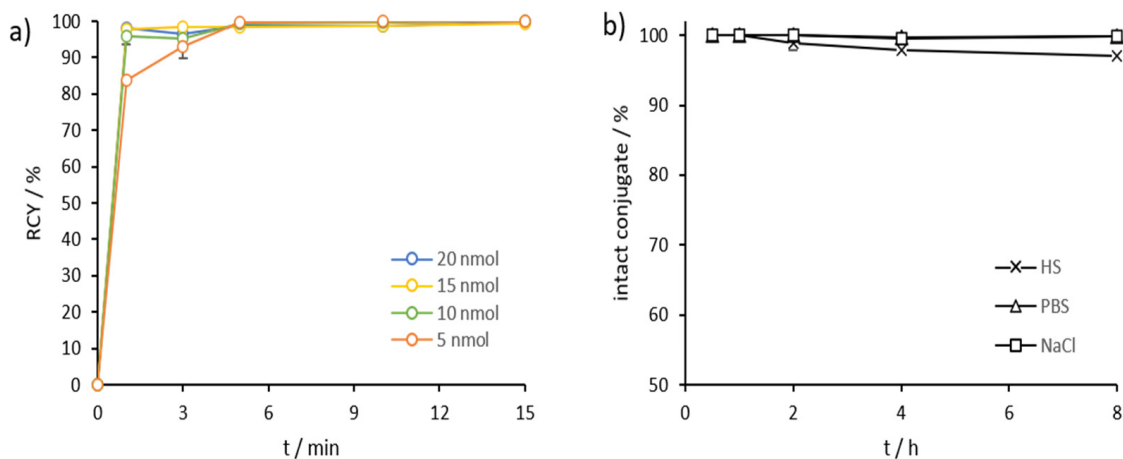 a)
100
90
80
70
60
50
40
30
20
10
0
RCY / %
20 nmol
15 nmol
10 nmol
5 nmol
0 3 6 9 12 15
t / min
b)
100
90
80
70
60
50
intact conjugate / %
HS
PBS
NaCl
0 2 4 6 8
t / h